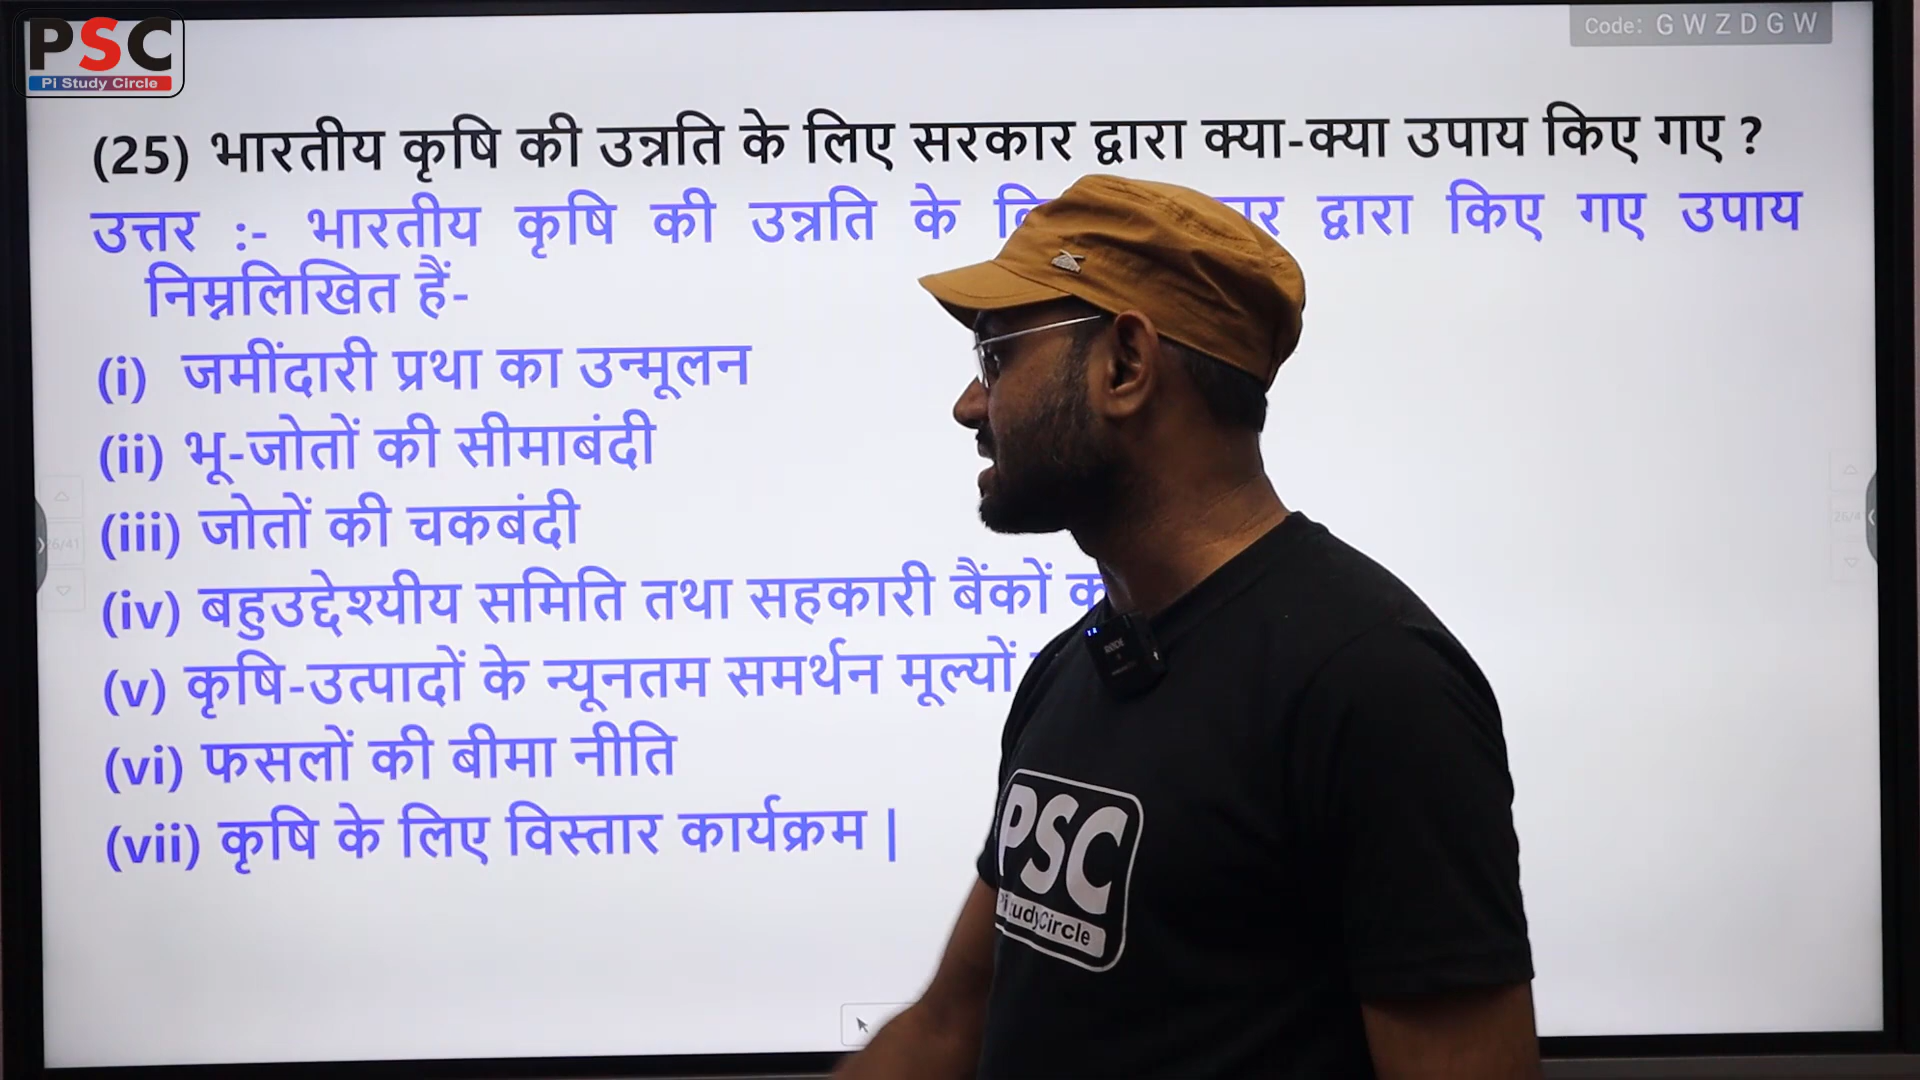 PSC
Pi Study Circle
Code: GWZDGW
(25) भारतीय कृषि की उन्नति के लिए सरकार द्वारा क्या-क्या उपाय किए गए ?
उत्तर :- भारतीय कृषि की उन्नति के द्वारा किए गए उपाय
निम्नलिखित हैं-
(i) जमींदारी प्रथा का उन्मूलन
(ii) भू-जोतों की सीमाबंदी
(iii) जोतों की चकबंदी
(iv) बहुउद्देश्यीय समिति तथा सहकारी बैंकों
(v) कृषि-उत्पादों के न्यूनतम समर्थन मूल्यों
(vi) फसलों की बीमा नीति
(vii) कृषि के लिए विस्तार कार्यक्रम |
PSC
Circle